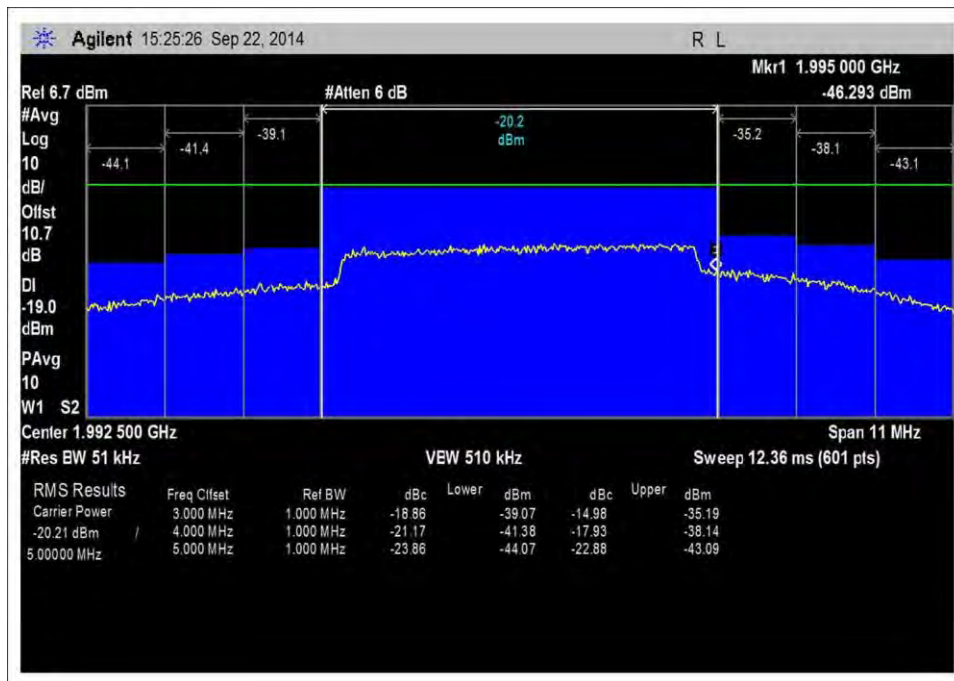 Agilent 15:25:26 Sep 22, 2014 R L
Mkr1 1.995 000 GHz
Ref 6.7 dBm #Atten 6 dB -46.293 dBm
#Avg
Log
10
dB/
Offst
10.7
dB
DI
-19.0
dBm
PAvg
10
W1 S2
-44.1 -41.4 -39.1 -20.2 -35.2 -38.1 -43.1
dBm
Center 1.992 500 GHz Span 11 MHz
#Res BW 51 kHz VBW 510 kHz Sweep 12.36 ms (601 pts)
RMS Results Freq Offset Ref BW dBc Lower dBm dBc Upper dBm
Carrier Power 3.000 MHz 1.000 MHz -18.86 -39.07 -14.98 -35.19
-20.21 dBm / 4.000 MHz 1.000 MHz -21.17 -41.38 -17.93 -38.14
5.00000 MHz 5.000 MHz 1.000 MHz -23.86 -44.07 -22.88 -43.09